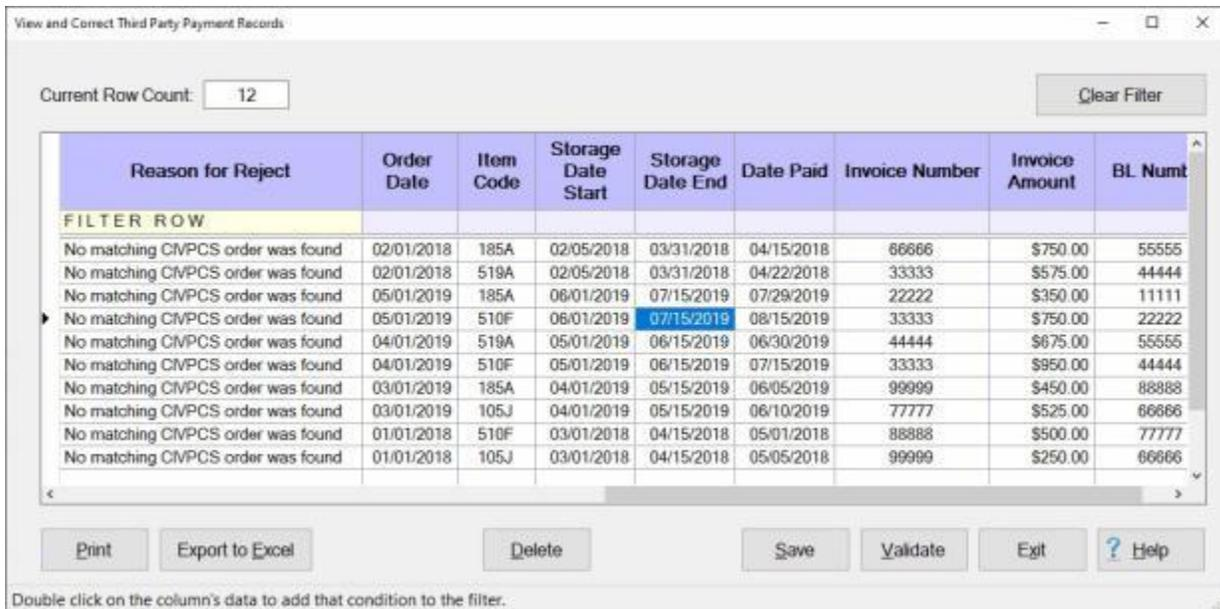 View and Correct Third Party Payment Records
Current Row Count: 12 Clear Filter
Reason for Reject Order Date Item Code Storage Date Start Storage Date End Date Paid Invoice Number Invoice Amount BL Numb
FILTER ROW
No matching CIVPCS order was found 02/01/2018 185A 02/05/2018 03/31/2018 04/15/2018 66666 $750.00 55555
No matching CIVPCS order was found 02/01/2018 519A 02/05/2018 03/31/2018 04/22/2018 33333 $575.00 44444
No matching CIVPCS order was found 05/01/2019 185A 06/01/2019 07/15/2019 07/29/2019 22222 $350.00 11111
No matching CIVPCS order was found 05/01/2019 510F 06/01/2019 07/15/2019 08/15/2019 33333 $750.00 22222
No matching CIVPCS order was found 04/01/2019 519A 05/01/2019 06/15/2019 06/30/2019 44444 $675.00 55555
No matching CIVPCS order was found 04/01/2019 510F 05/01/2019 06/15/2019 07/15/2019 33333 $950.00 44444
No matching CIVPCS order was found 03/01/2019 185A 04/01/2019 05/15/2019 06/05/2019 99999 $450.00 88888
No matching CIVPCS order was found 03/01/2019 105J 04/01/2019 05/15/2019 06/10/2019 77777 $525.00 66666
No matching CIVPCS order was found 01/01/2018 510F 03/01/2018 04/15/2018 05/01/2018 88888 $500.00 77777
No matching CIVPCS order was found 01/01/2018 105J 03/01/2018 04/15/2018 05/05/2018 99999 $250.00 66666
Print Export to Excel Delete Save Validate Exit ? Help
Double click on the column's data to add that condition to the filter.